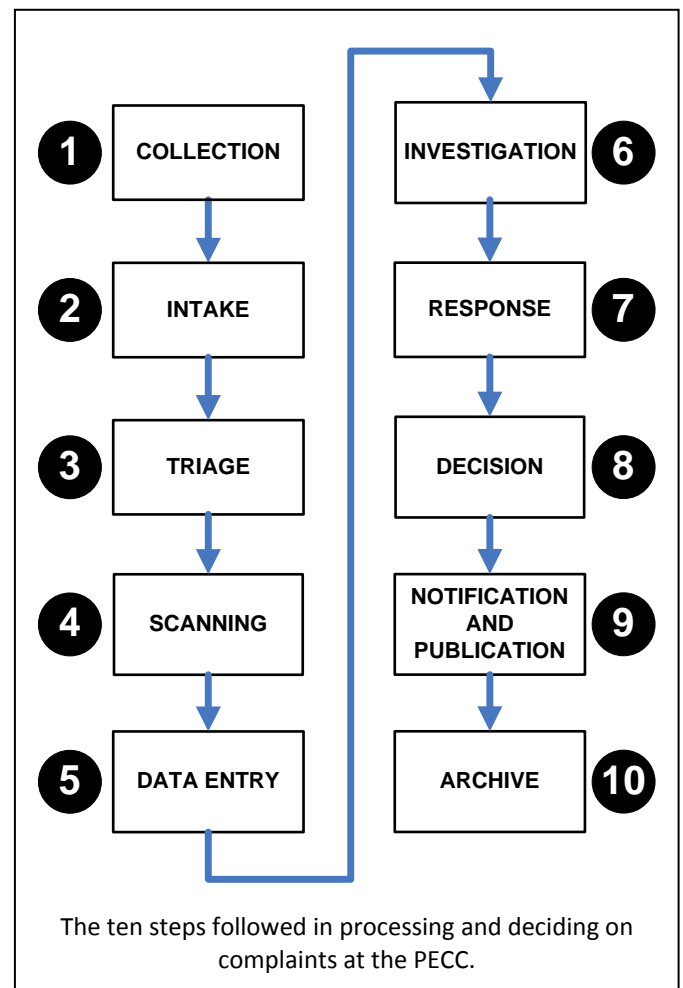 1
COLLECTION
2
INTAKE
3
TRIAGE
4
SCANNING
5
DATA ENTRY
INVESTIGATION
6
RESPONSE
7
DECISION
8
NOTIFICATION
AND
PUBLICATION
9
ARCHIVE
10
The ten steps followed in processing and deciding on
complaints at the PECC.